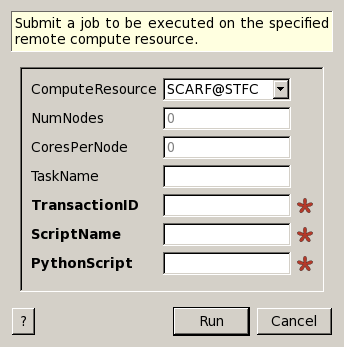 Submit a job to be executed on the specified
remote compute resource.
ComputeResource SCARF@STFC
NumNodes 0
CoresPerNode 0
TaskName
TransactionID *
ScriptName *
PythonScript *
? Run Cancel